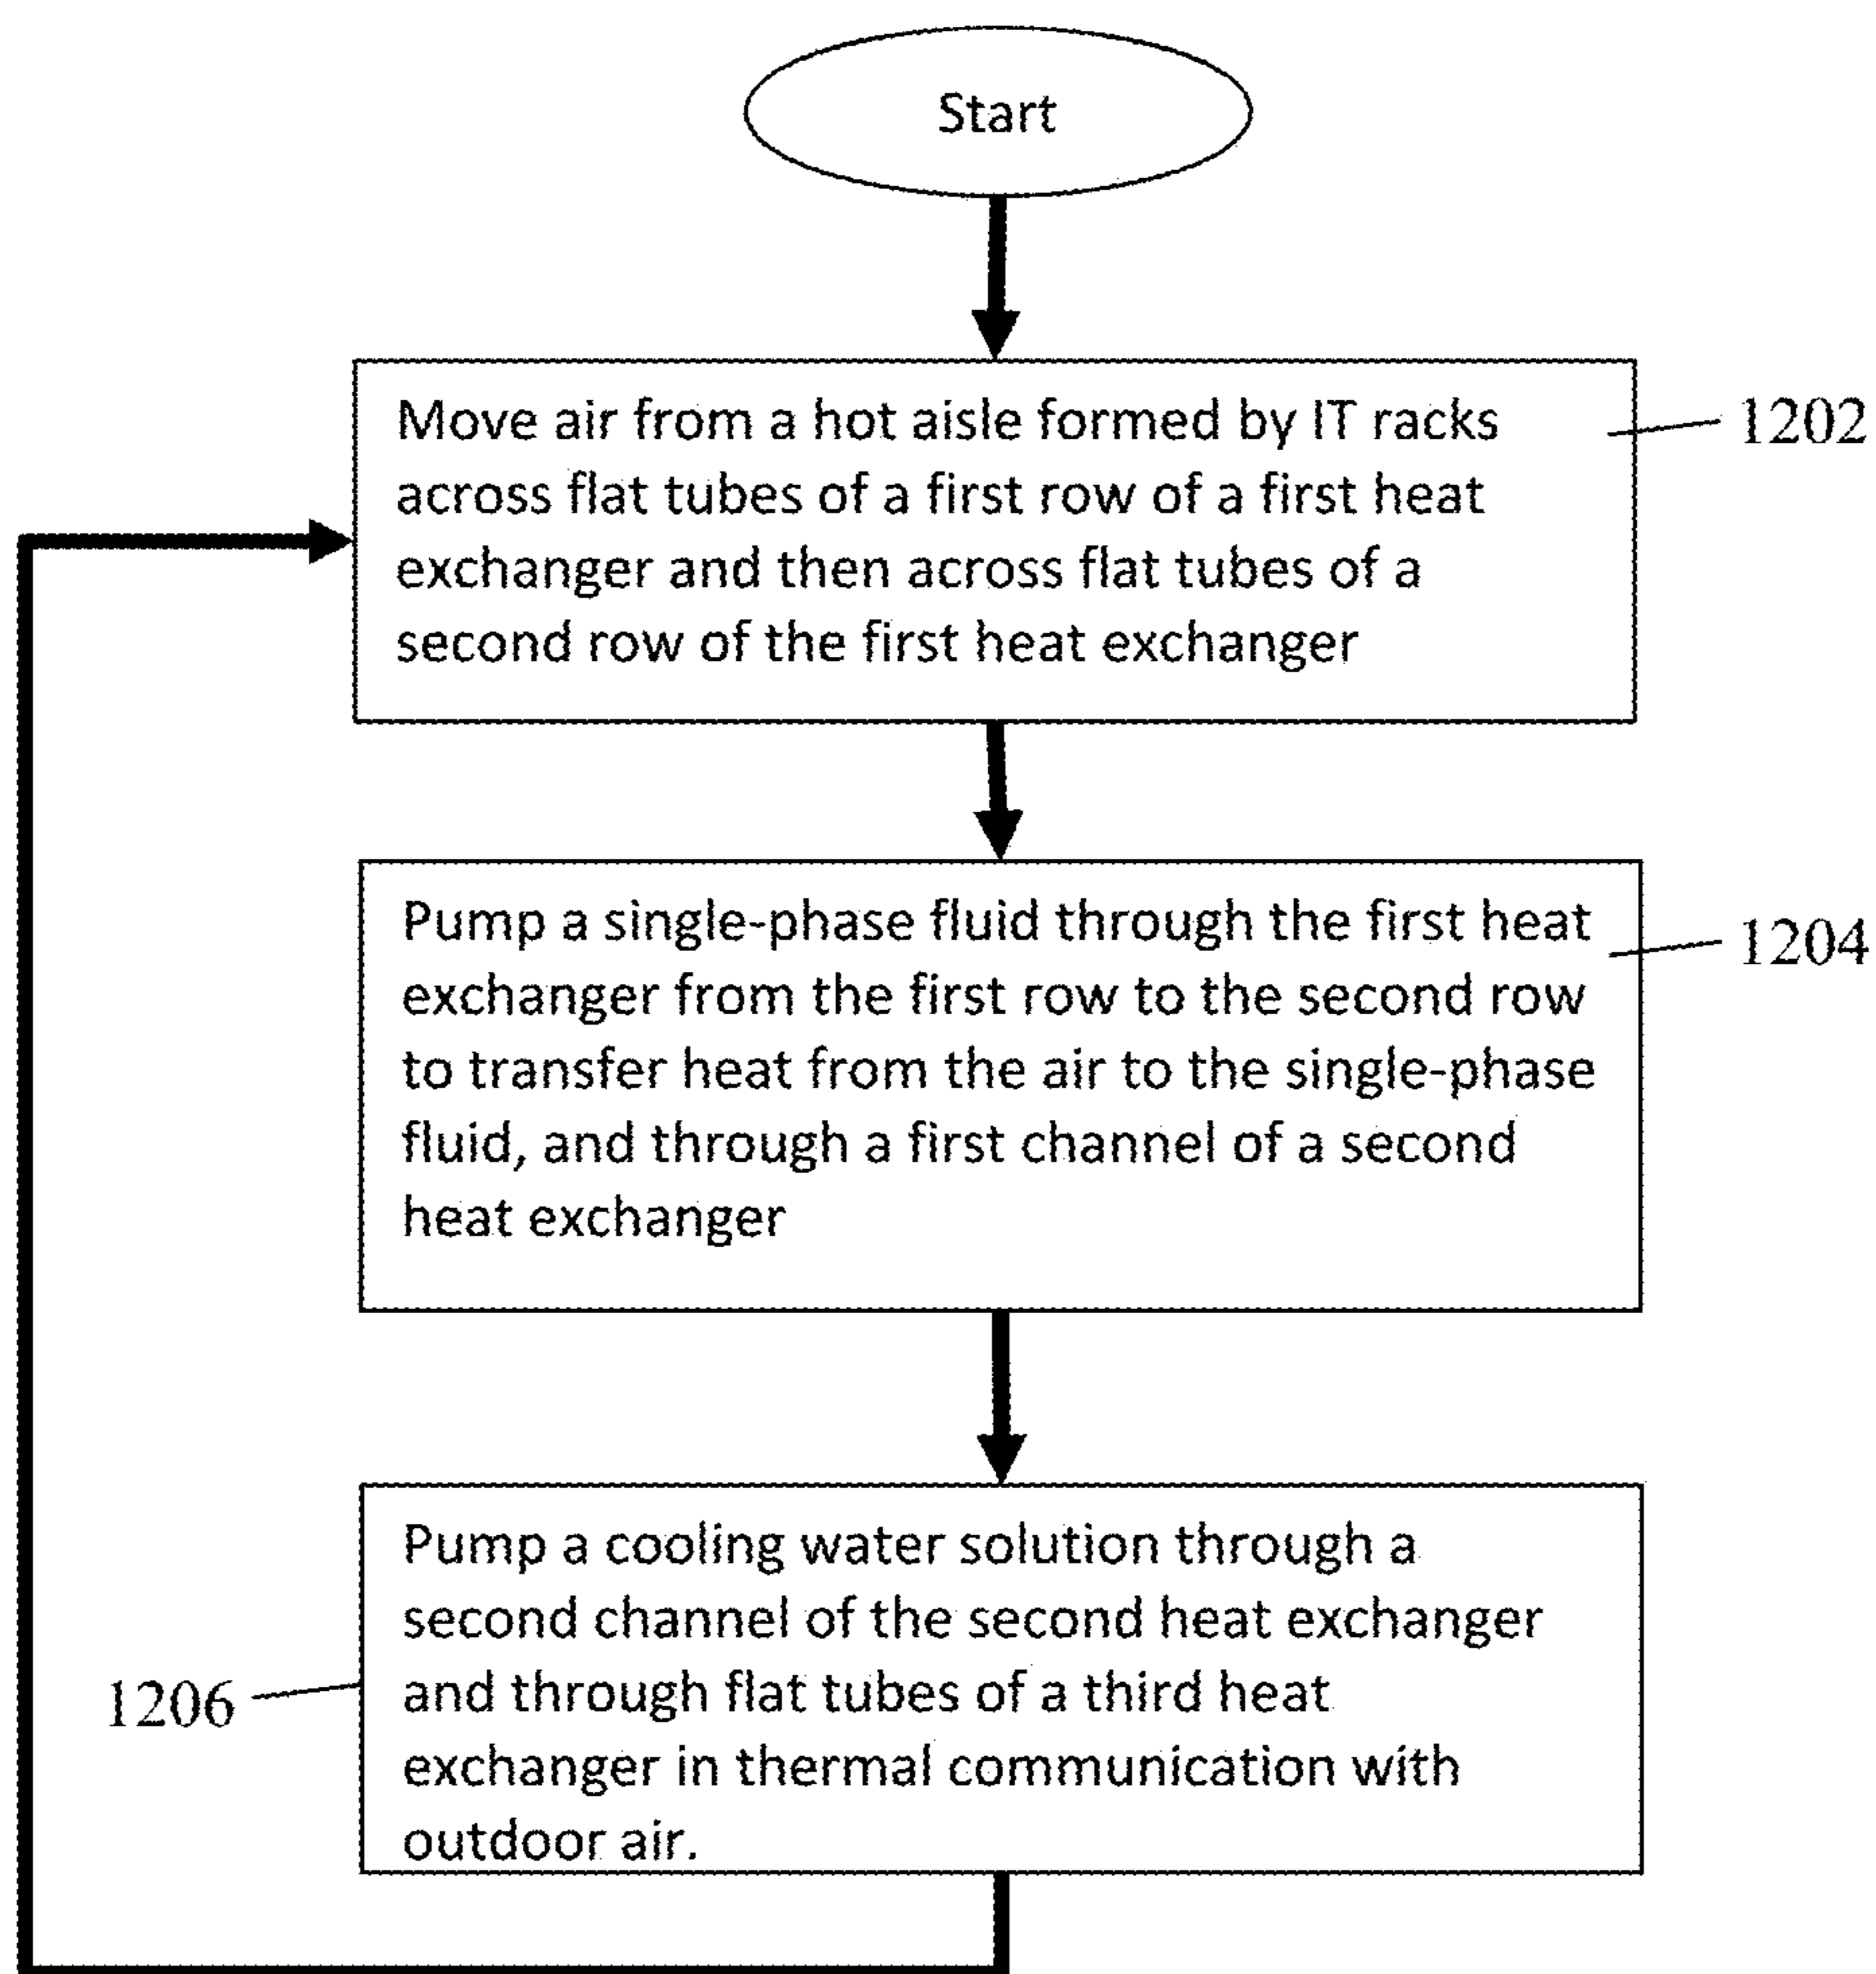 Start
Move air from a hot aisle formed by IT racks
across flat tubes of a first row of a first heat
exchanger and then across flat tubes of a
second row of the first heat exchanger
1202
Pump a single-phase fluid through the first heat
exchanger from the first row to the second row
to transfer heat from the air to the single-phase
fluid, and through a first channel of a second
heat exchanger
1204
Pump a cooling water solution through a
second channel of the second heat exchanger
and through flat tubes of a third heat
exchanger in thermal communication with
outdoor air.
1206